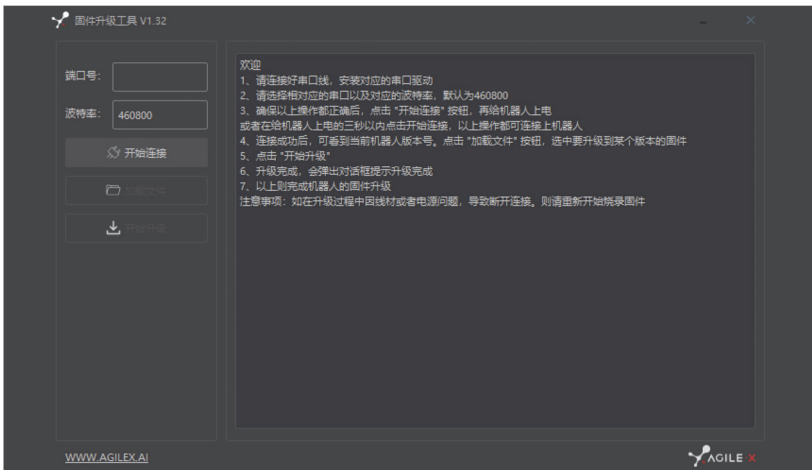 固件升级工具 V1.32
端口号:
波特率: 460800
开始连接
加载文件
开始升级
欢迎
1、请连接好串口线，安装对应的串口驱动
2、请选择相对应的串口以及对应的波特率，默认为460800
3、确保以上操作都正确后，点击 "开始连接" 按钮，再给机器人上电
或者在给机器人上电的三秒以内点击开始连接，以上操作都可连接上机器人
4、连接成功后，可看到当前机器人版本号。点击 "加载文件" 按钮，选中要升级到某个版本的固件
5、点击 "开始升级"
6、升级完成，会弹出对话框提示升级完成
7、以上则完成机器人的固件升级
注意事项：如在升级过程中因线材或者电源问题，导致断开连接。则请重新开始烧录固件
WWW.AGILEX.AI
AGILE X